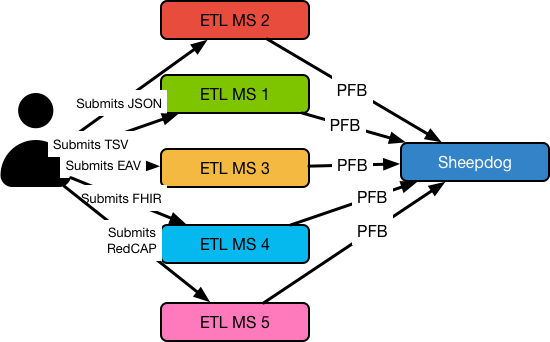 ETL MS 2
Submits JSON
PFB
ETL MS 1
Submits TSV
PFB
Submits EAV
ETL MS 3
PFB
Sheepdog
Submits FHIR
PFB
Submits
RedCAP
ETL MS 4
PFB
ETL MS 5